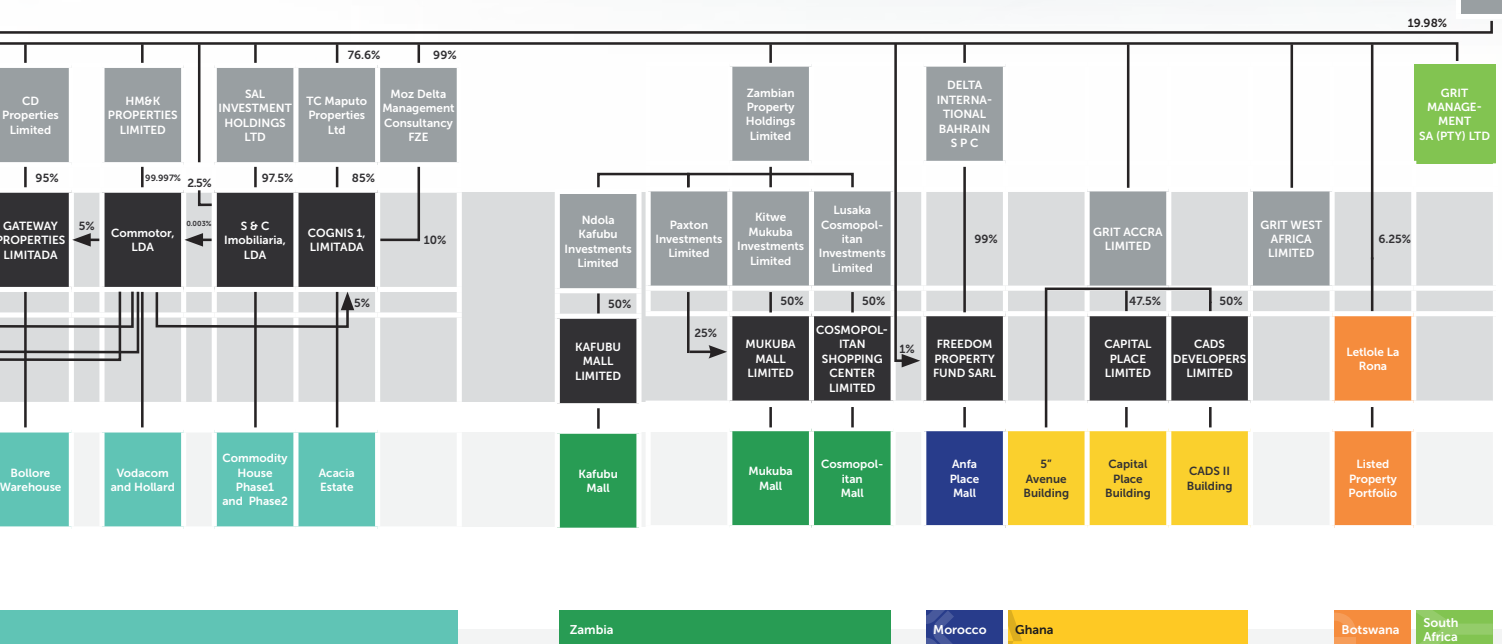 19.98%
76.6%
99%
CD
Properties
Limited
HM&K
PROPERTIES
LIMITED
SAL
INVESTMENT
HOLDINGS
LTD
TC Maputo
Properties
Ltd
Moz Delta
Management
Consultancy
FZE
Zambian
Property
Holdings
Limited
DELTA
INTERNA-
TIONAL
BAHRAIN
S P C
GRIT
MANAGE-
MENT
SA (PTY) LTD
95%
99.997%
2.5%
97.5%
85%
GATEWAY
PROPERTIES
LIMITADA
5%
Commotor,
LDA
0.003%
S & C
Imobiliaria,
LDA
COGNIS 1,
LIMITADA
10%
Ndola
Kafubu
Investments
Limited
Paxton
Investments
Limited
Kitwe
Mukuba
Investments
Limited
Lusaka
Cosmopol-
itan
Investments
Limited
99%
GRIT ACCRA
LIMITED
GRIT WEST
AFRICA
LIMITED
6.25%
5%
50%
50%
50%
47.5%
50%
KAFUBU
MALL
LIMITED
25%
MUKUBA
MALL
LIMITED
COSMOPOL-
ITAN
SHOPPING
CENTER
LIMITED
1%
FREEDOM
PROPERTY
FUND SARL
CAPITAL
PLACE
LIMITED
CADS
DEVELOPERS
LIMITED
Letlole La
Rona
Bollore
Warehouse
Vodacom
and Hollard
Commodity
House
Phase1
and Phase2
Acacia
Estate
Kafubu
Mall
Mukuba
Mall
Cosmopol-
itan
Mall
Anfa
Place
Mall
5”
Avenue
Building
Capital
Place
Building
CADS II
Building
Listed
Property
Portfolio
Zambia
Morocco
Ghana
Botswana
South
Africa